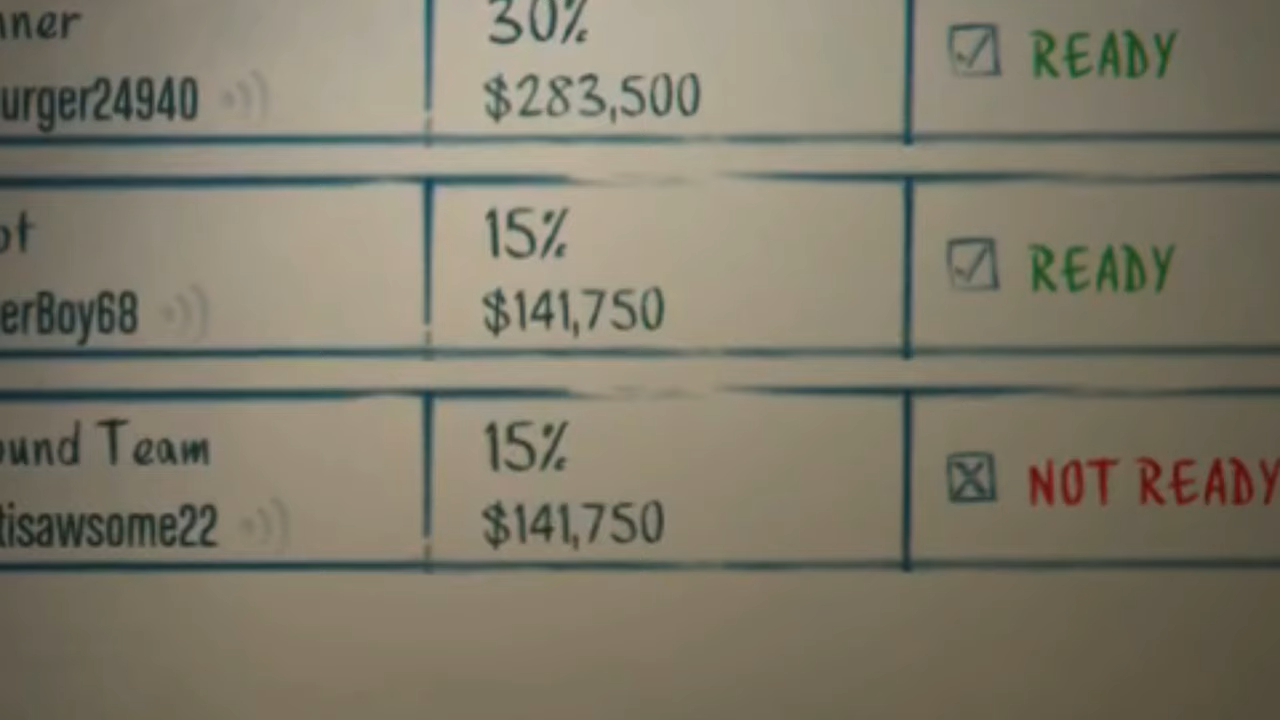 nner
30%
READY
urger24940
$283,500
ot
15%
READY
erBoy68
$141,750
ound Team
15%
NOT READY
tisawsome22
$141,750